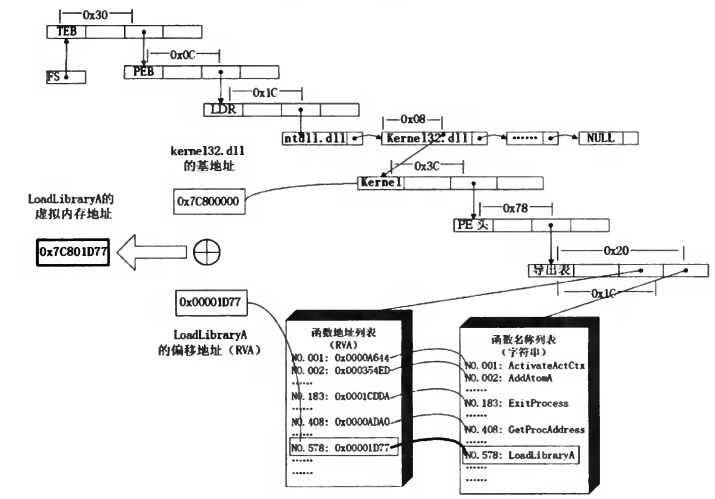 0x30
TEB
0x0C
FS
PEB
0x1C
LDR
0x08
ntdll.dll
Kernel32.dll
......
NULL
kernel32.dll
的基地址
0x3C
Kernel
LoadLibraryA的
虚拟内存地址
0x7C800000
0x78
PE 头
0x7C801D77
0x20
导出表
0x1C
0x00001D77
LoadLibraryA
的偏移地址（RVA）
函数地址列表
（RVA）
NO.001: 0x0000A644
NO.002: 0x000354ED
......
NO.183: 0x0001CDDA
......
NO.408: 0x0000ADA0
......
NO.578: 0x00001D77
......
......
函数名称列表
（字符串）
NO.001: ActivateActCtx
NO.002: AddAtomA
......
NO.183: ExitProcess
......
NO.408: GetProcAddress
......
NO.578: LoadLibraryA
......
......